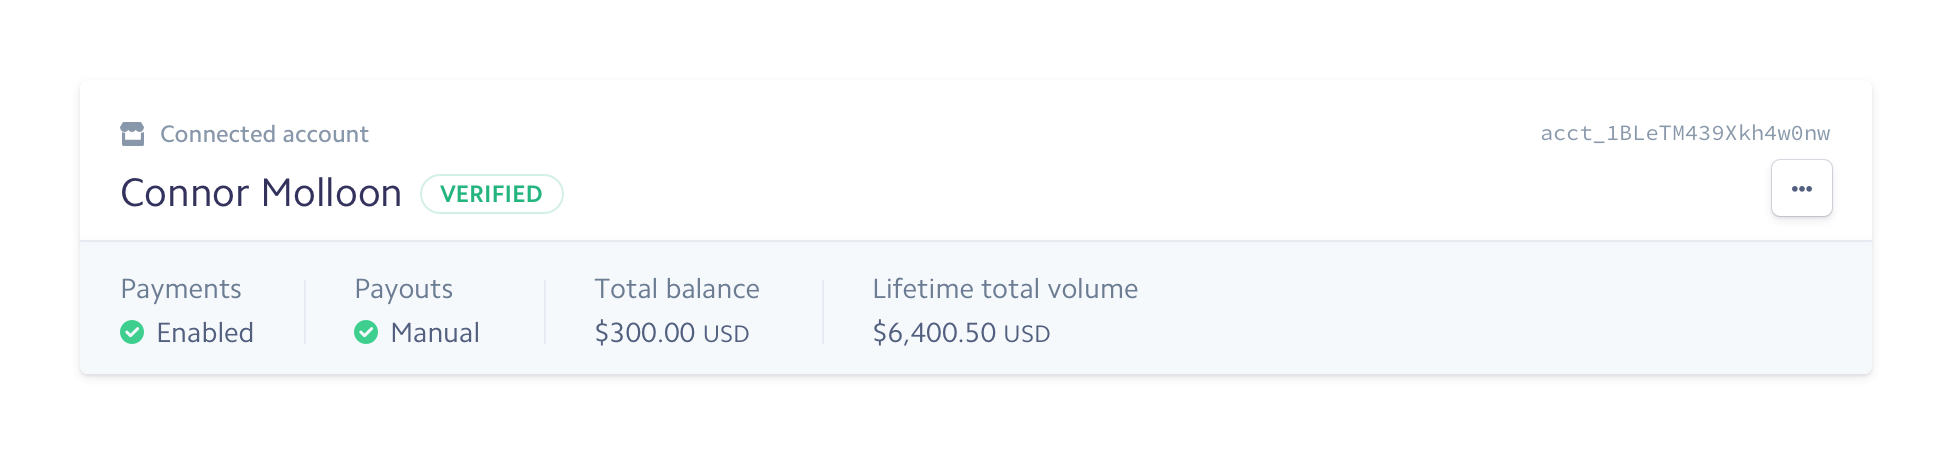 Connected account
acct_1BLeTM439Xkh4w0nw
Connor Molloon VERIFIED
Payments
Enabled
Payouts
Manual
Total balance
$300.00 USD
Lifetime total volume
$6,400.50 USD